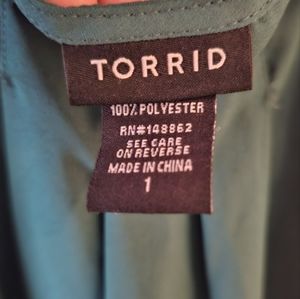 TORRID
100% POLYESTER
RN#148862
SEE CARE
ON REVERSE
MADE IN CHINA
1